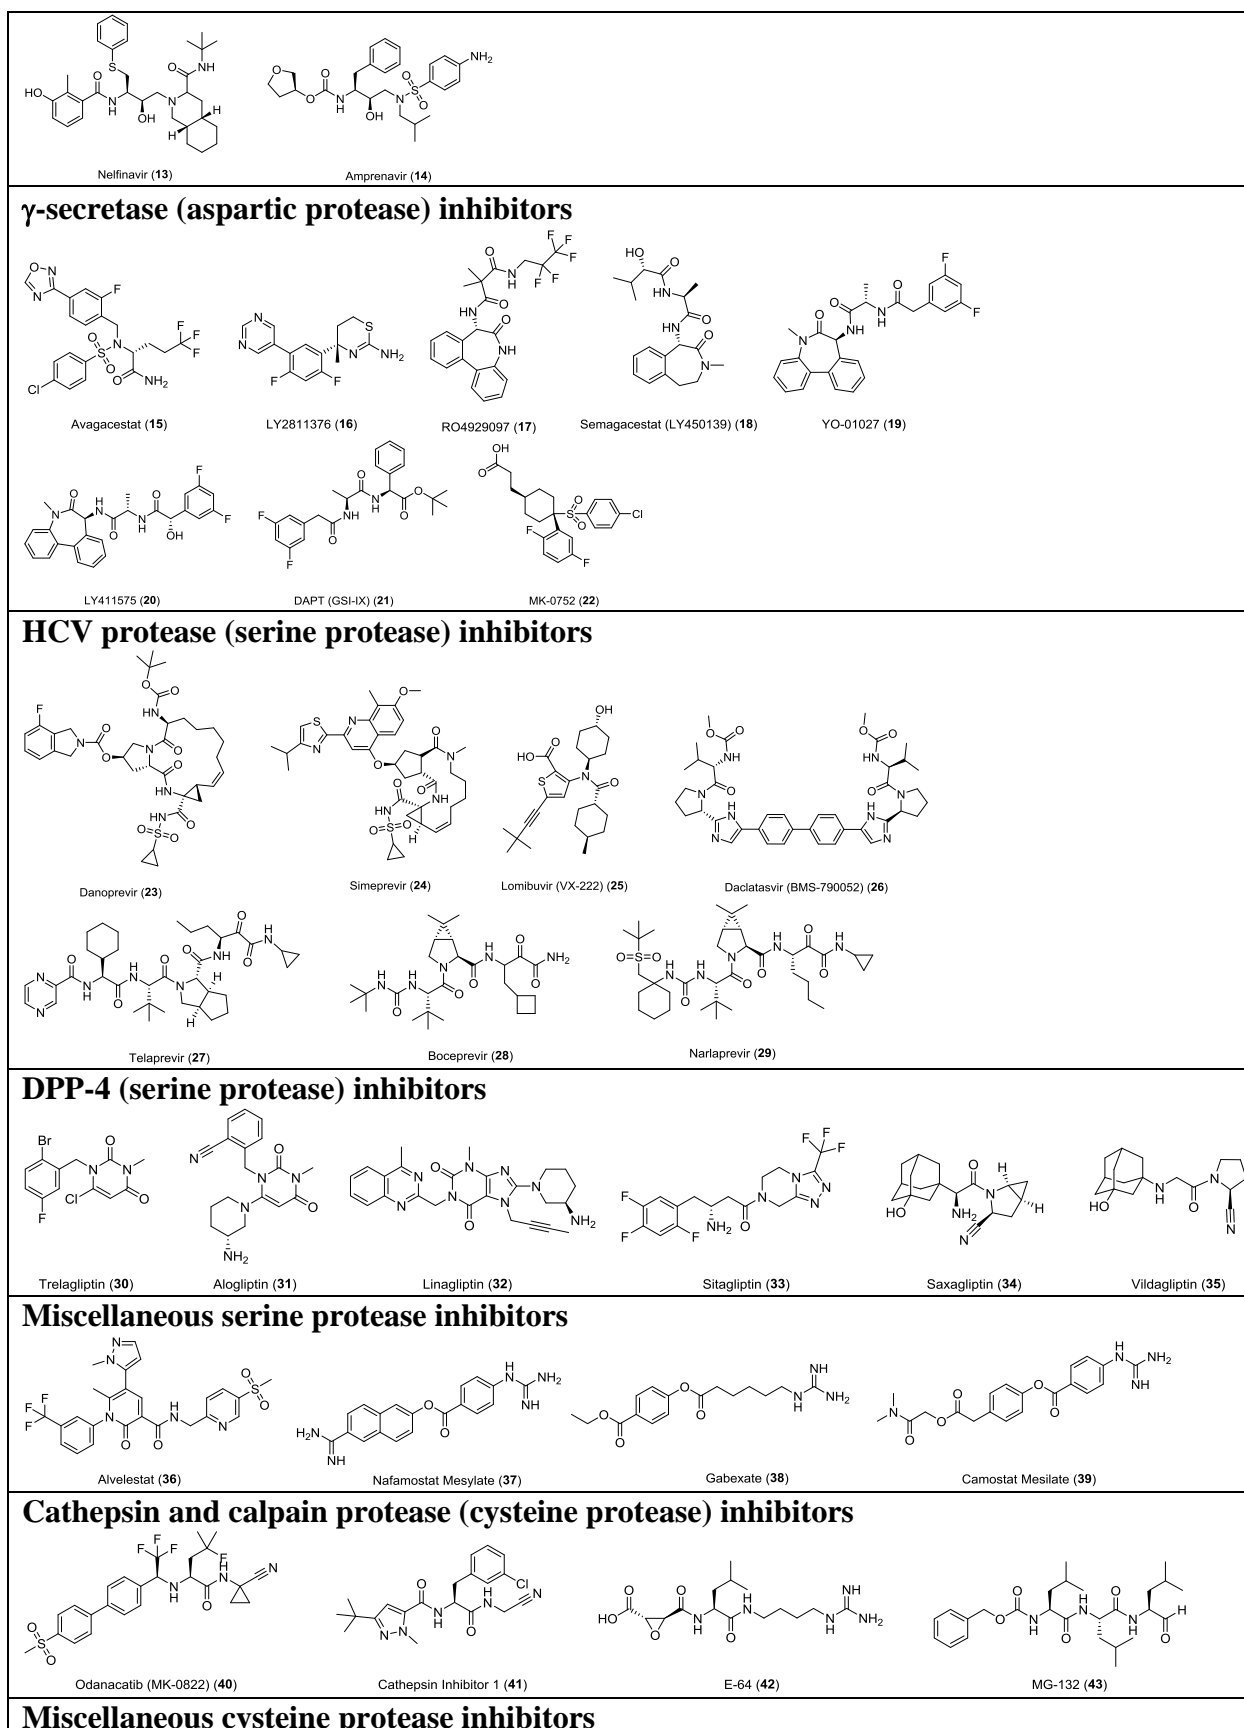 Nelfinavir (13)
Amprenavir (14)
γ-secretase (aspartic protease) inhibitors
Avagacestat (15)
LY2811376 (16)
RO4929097 (17)
Semagacestat (LY450139) (18)
YO-01027 (19)
LY411575 (20)
DAPT (GSI-IX) (21)
MK-0752 (22)
HCV protease (serine protease) inhibitors
Danoprevir (23)
Simeprevir (24)
Lomibuvir (VX-222) (25)
Daclatasvir (BMS-790052) (26)
Telaprevir (27)
Boceprevir (28)
Narlaprevir (29)
DPP-4 (serine protease) inhibitors
Trelagliptin (30)
Alogliptin (31)
Linagliptin (32)
Sitagliptin (33)
Saxagliptin (34)
Vildagliptin (35)
Miscellaneous serine protease inhibitors
Alvelestat (36)
Nafamostat Mesylate (37)
Gabexate (38)
Camostat Mesilate (39)
Cathepsin and calpain protease (cysteine protease) inhibitors
Odanacatib (MK-0822) (40)
Cathepsin Inhibitor 1 (41)
E-64 (42)
MG-132 (43)
Miscellaneous cysteine protease inhibitors